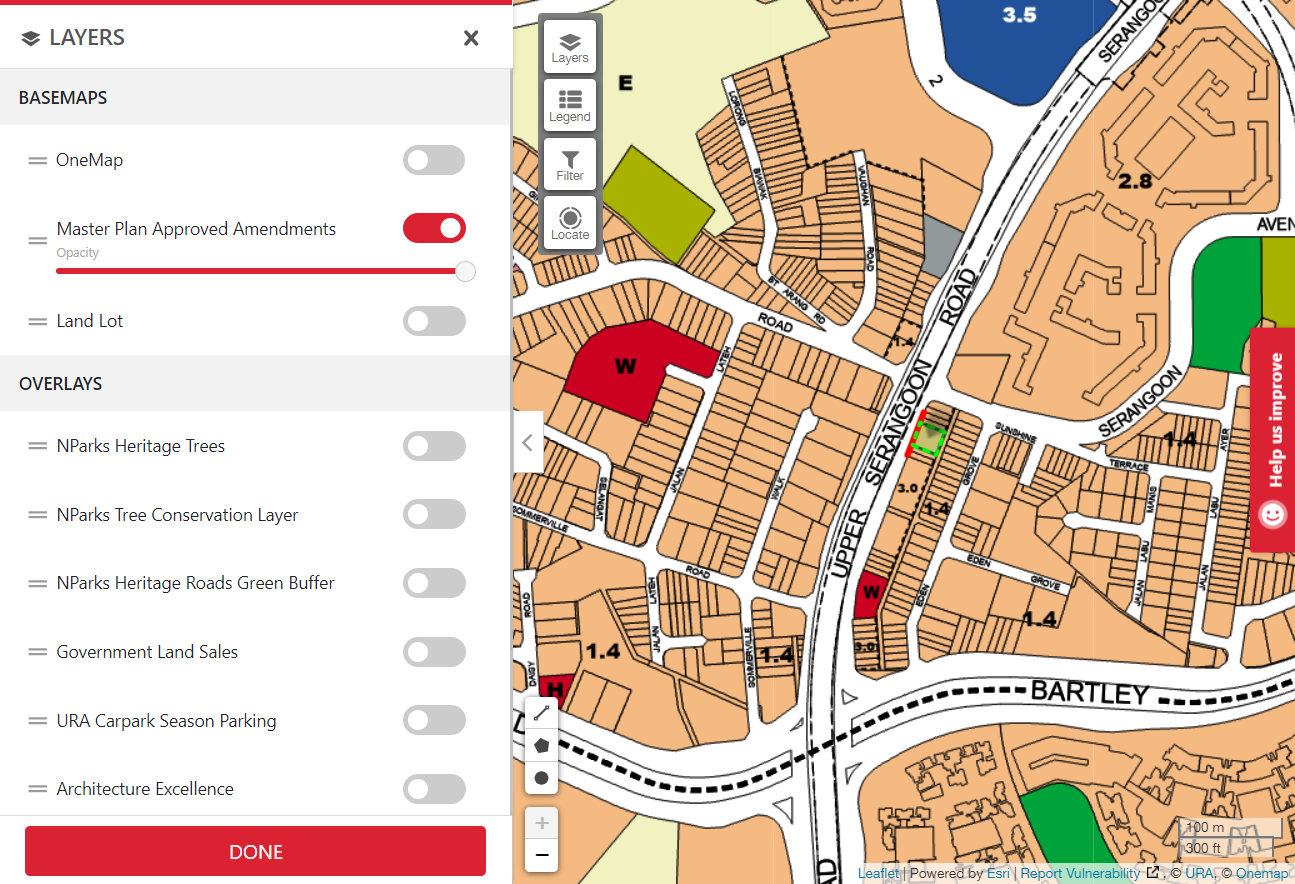 LAYERS
BASEMAPS
OneMap
Master Plan Approved Amendments
Opacity
Land Lot
OVERLAYS
NParks Heritage Trees
NParks Tree Conservation Layer
NParks Heritage Roads Green Buffer
Government Land Sales
URA Carpark Season Parking
Architecture Excellence
DONE
Layers
Legend
Filter
Locate
3.5
SERANGOON
2
E
LORONG
BIAWAK
VAUGHAN
ROAD
2.8
AVEN
ROAD
BT ARANG RD
ROAD
1.4
W
LATEH
SERANGOON
SERANGOON
SUNSHINE
TERRACE
1.4
AYER
Help us improve
JALAN
WALK
SELANGAT
SOMMERVILLE
3.0
GROVE
1.4
MANIS
LABU
LABU
UPPER
ROAD
ROAD
LATEH
JALAN
EDEN
GROVE
EDEN
JALAN
JALAN
W
1.4
1.4
1.4
3.0
SOMMERVILLE
DAISY
H
BARTLEY
D
AD
100 m
300 ft
Leaflet | Powered by Esri | Report Vulnerability , © URA, © Onemap